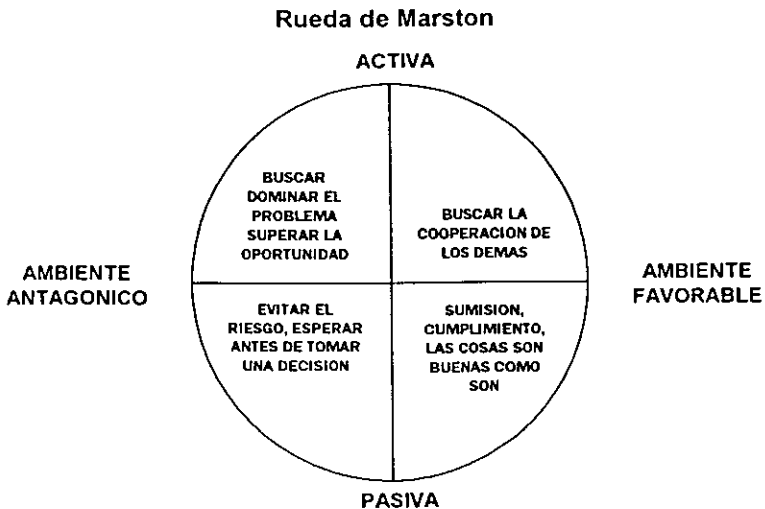 Rueda de Marston
ACTIVA
BUSCAR
DOMINAR EL
PROBLEMA
SUPERAR LA
OPORTUNIDAD
BUSCAR LA
COOPERACION DE
LOS DEMAS
AMBIENTE
ANTAGONICO
AMBIENTE
FAVORABLE
EVITAR EL
RIESGO, ESPERAR
ANTES DE TOMAR
UNA DECISION
SUMISION,
CUMPLIMIENTO,
LAS COSAS SON
BUENAS COMO
SON
PASIVA